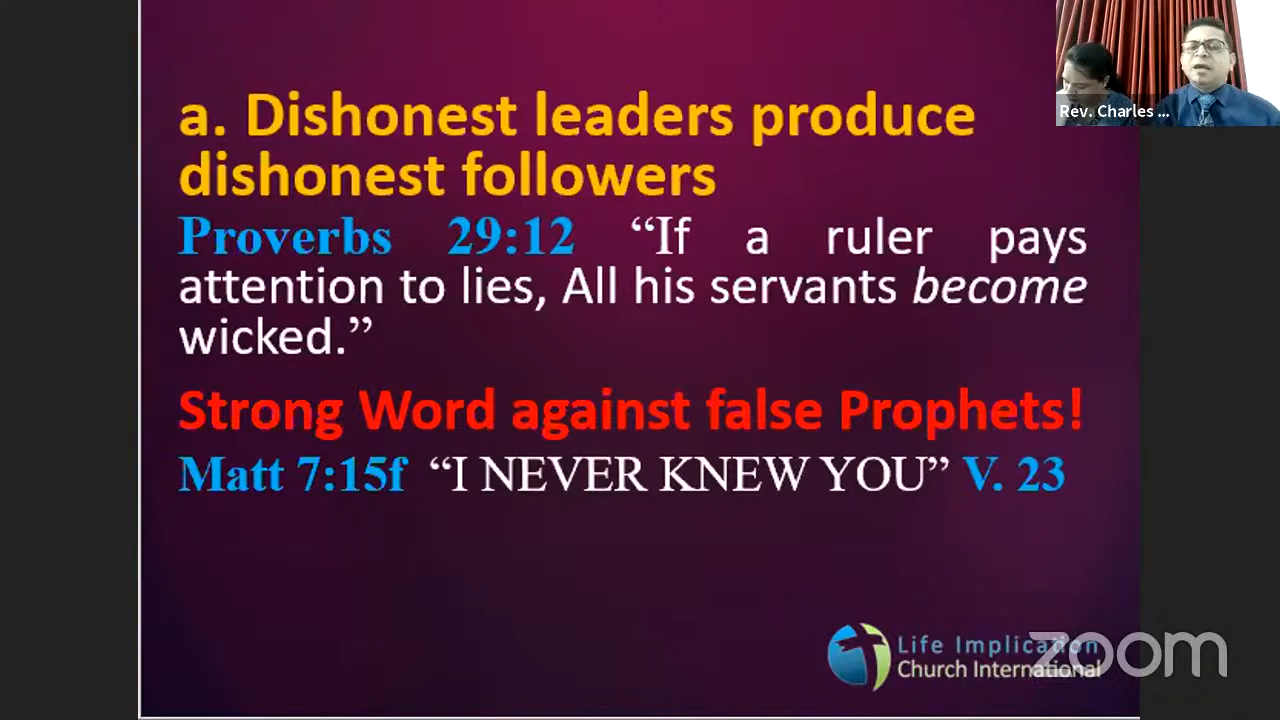 a. Dishonest leaders produce
dishonest followers
Proverbs 29:12 “If a ruler pays
attention to lies, All his servants become
wicked.”
Strong Word against false Prophets!
Matt 7:15f “I NEVER KNEW YOU” V. 23
Rev. Charles ...
Life Implication
Church International
zoom